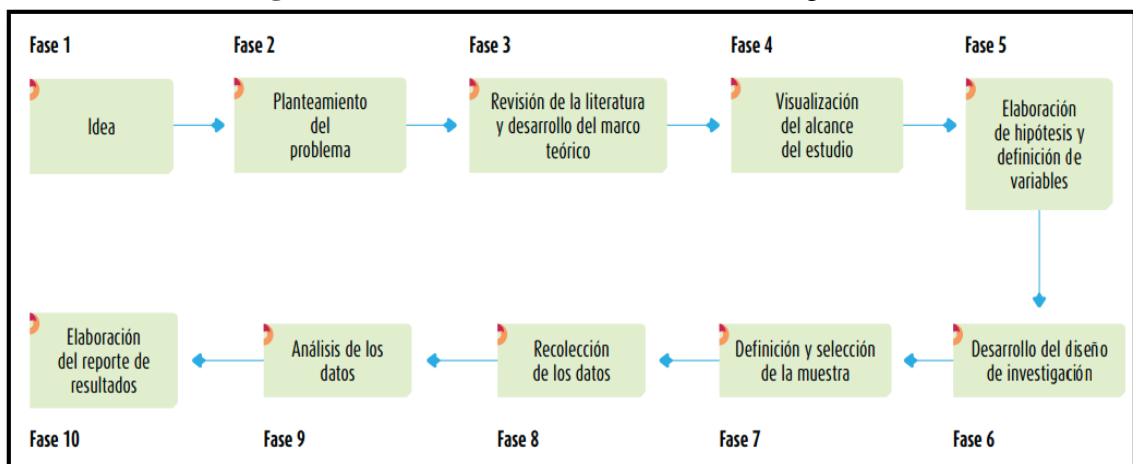 Fase 1
Idea
Fase 2
Planteamiento
del
problema
Fase 3
Revisión de la literatura
y desarrollo del marco
teórico
Fase 4
Visualización
del alcance
del estudio
Fase 5
Elaboración
de hipótesis y
definición de
variables
Desarrollo del diseño
de investigación
Fase 6
Definición y selección
de la muestra
Fase 7
Recolección
de los datos
Fase 8
Análisis de los
datos
Fase 9
Elaboración
del reporte de
resultados
Fase 10